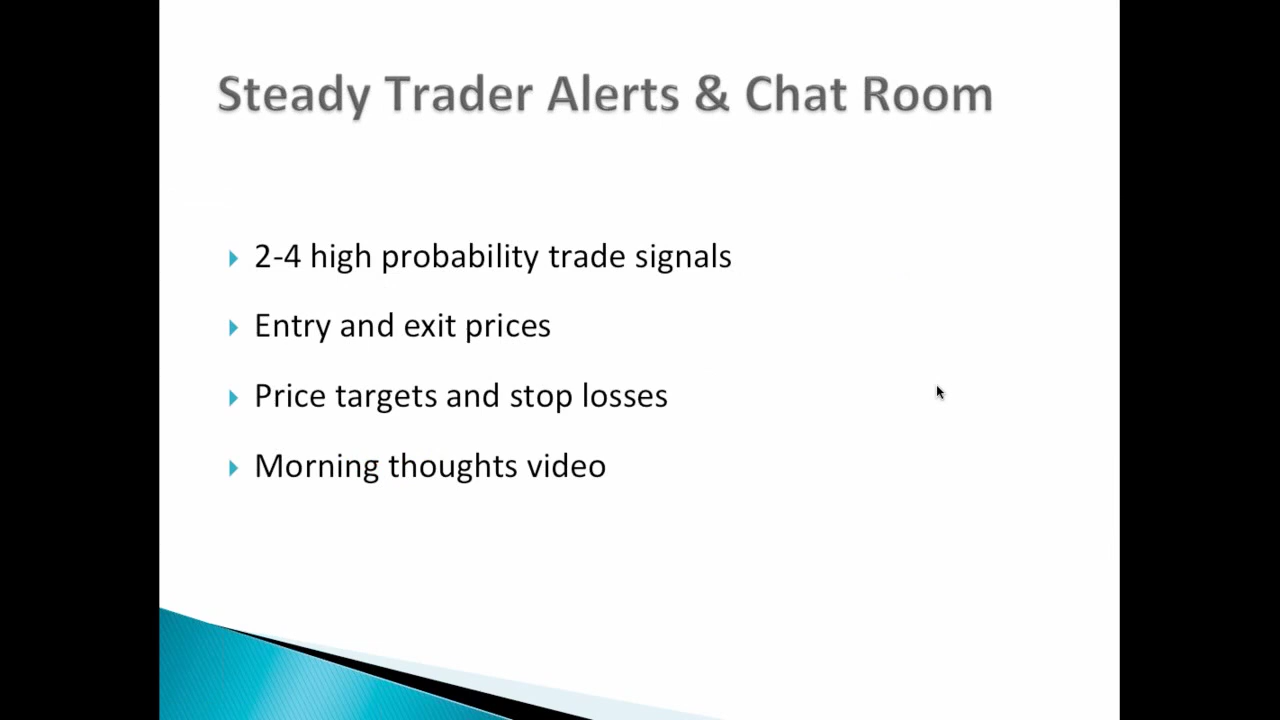 Steady Trader Alerts & Chat Room
2-4 high probability trade signals
Entry and exit prices
Price targets and stop losses
Morning thoughts video